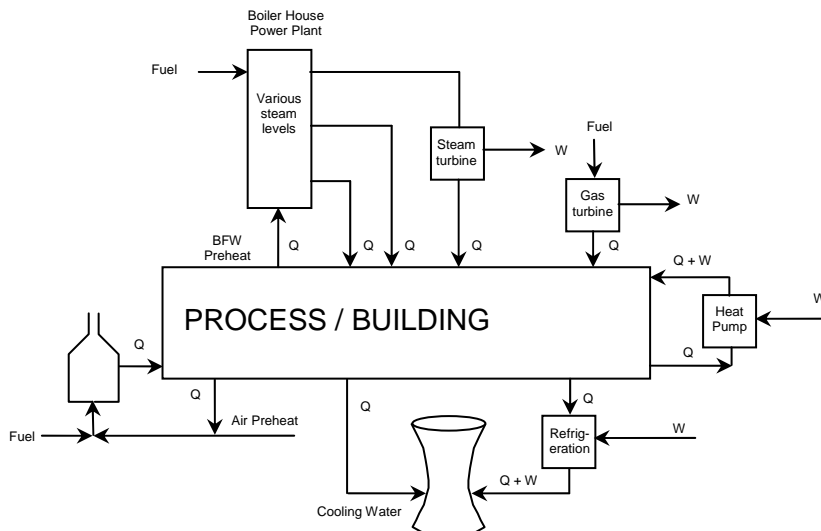 Boiler House
Power Plant
Fuel
Various
steam
levels
Steam
turbine
W
Fuel
Gas
turbine
W
BFW
Preheat
Q
Q
Q
Q
Q
Q + W
PROCESS / BUILDING
Heat
Pump
W
Q
Q
Q
Q
Q
Air Preheat
Fuel
Refrig-
eration
W
Q + W
Cooling Water